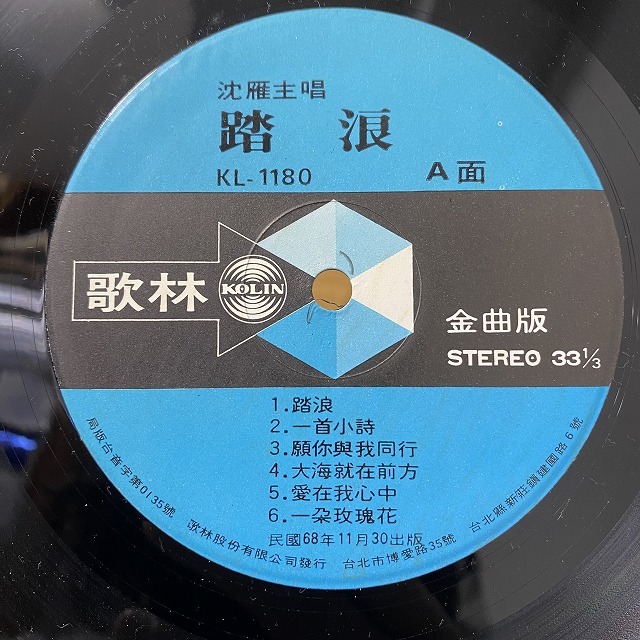 沈雁主唱
踏浪
KL-1180 A面
歌林 KOLIN
金曲版
STEREO 33⅓
1.踏浪
2.一首小詩
3.願你與我同行
4.大海就在前方
5.愛在我心中
6.一朵玫瑰花
民國68年11月30出版
局版台音字第0135號 歌林股份有限公司發行 台北市博愛路35號 台北縣新莊鎮建國路6號